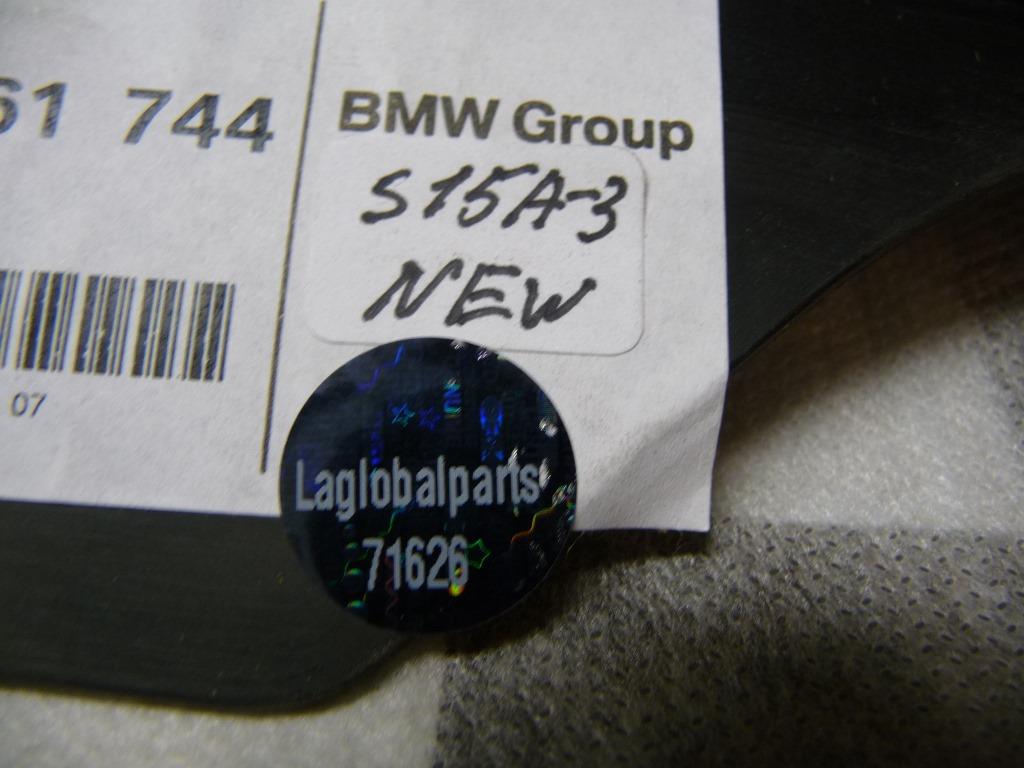 61 744
BMW Group
S15A-3
NEW
07
Laglobalparts
71626